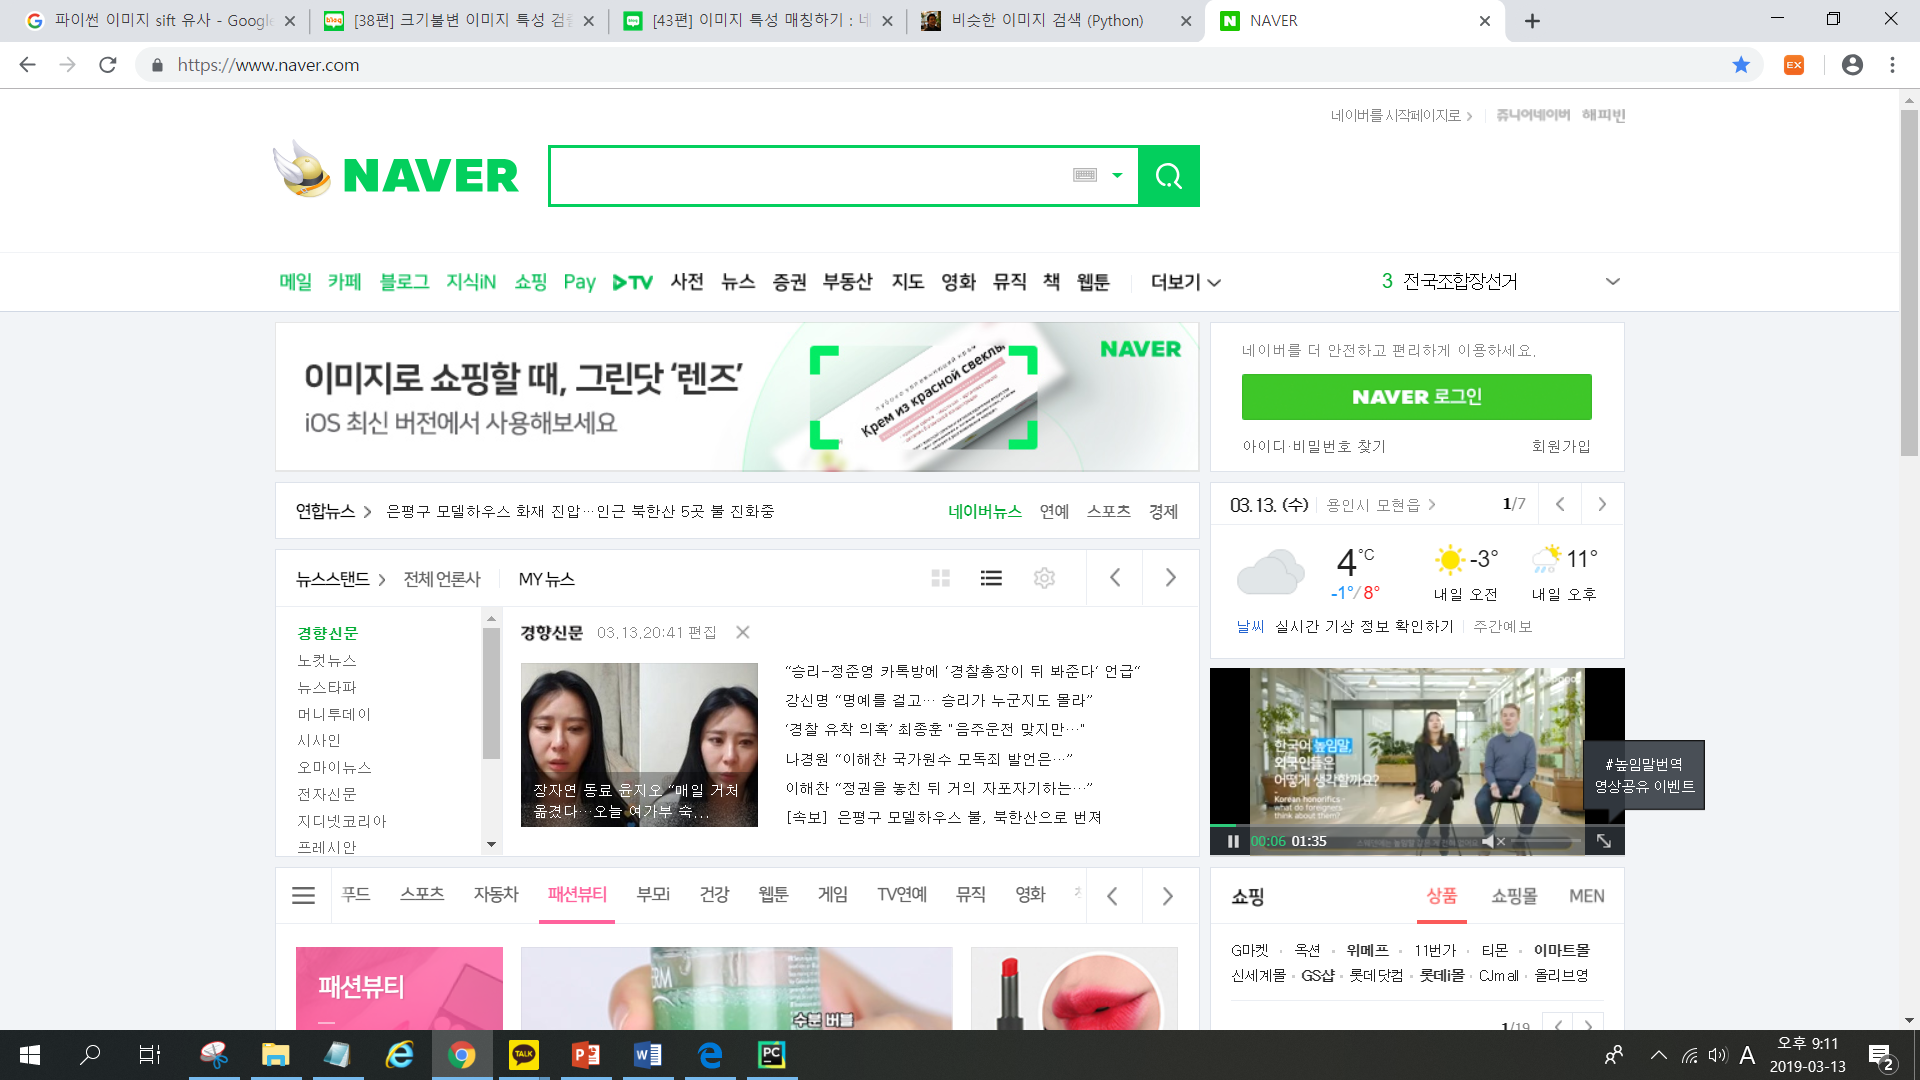 파이썬 이미지 sift 유사 - Google
[38편] 크기불변 이미지 특성 검출
[43편] 이미지 특성 매칭하기 : 네
비슷한 이미지 검색 (Python)
NAVER
https://www.naver.com
EX
네이버를 시작페이지로
쥬니어네이버 해피빈
NAVER
메일 카페 블로그 지식iN 쇼핑 Pay TV 사전 뉴스 증권 부동산 지도 영화 뮤직 책 웹툰 더보기
3 전국조합장선거
이미지로 쇼핑할 때, 그린닷 ‘렌즈’
iOS 최신 버전에서 사용해보세요
Крем из красной свеклы
NAVER
네이버를 더 안전하고 편리하게 이용하세요.
NAVER 로그인
아이디·비밀번호 찾기 회원가입
연합뉴스 은평구 모델하우스 화재 진압…인근 북한산 5곳 불 진화중
네이버뉴스 연예 스포츠 경제
03.13. (수) 용인시 모현읍 1/7
4°C
-1°/ 8°
-3°
11°
내일 오전 내일 오후
날씨 실시간 기상 정보 확인하기 주간예보
뉴스스탠드 전체 언론사 MY 뉴스
경향신문
노컷뉴스
뉴스타파
머니투데이
시사인
오마이뉴스
전자신문
지디넷코리아
프레시안
경향신문 03.13.20:41 편집
장자연 동료 윤지오 “매일 거처
옮겼다…오늘 여가부 숙...
“승리-정준영 카톡방에 ‘경찰총장이 뒤 봐준다‘ 언급“
강신명 “명예를 걸고… 승리가 누군지도 몰라”
‘경찰 유착 의혹’ 최종훈 "음주운전 맞지만…"
나경원 “이해찬 국가원수 모독죄 발언은…”
이해찬 “정권을 놓친 뒤 거의 자포자기하는…”
[속보] 은평구 모델하우스 불, 북한산으로 번져
한국어 높임말,
외국인들은
어떻게 생각할까요?
Korean honorifics -
what do foreigners
think about them?
#높임말번역
영상공유 이벤트
00:06 01:35
푸드 스포츠 자동차 패션뷰티 부모i 건강 웹툰 게임 TV연예 뮤직 영화
패션뷰티
수분 버블
쇼핑 상품 쇼핑몰 MEN
G마켓 · 옥션 · 위메프 · 11번가 · 티몬 · 이마트몰
신세계몰 · GS샵 · 롯데닷컴 · 롯데i몰 · CJmall · 올리브영
1/19
TALK
PC
A
오후 9:11
2019-03-13
2